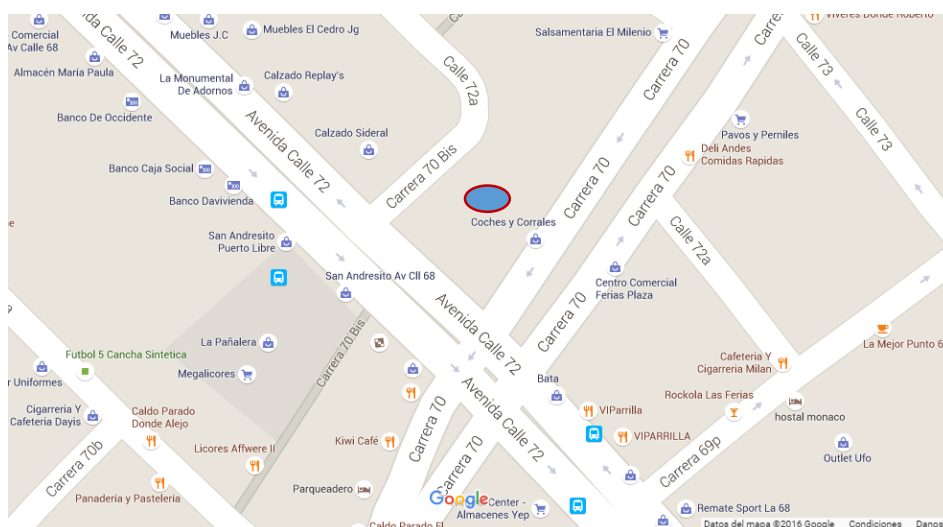 Comercial
Av Calle 68
Avenida Calle 72
Muebles J.C
Muebles El Cedro Jg
Salsamentaria El Milenio
Viveres Donde Roberto
Almacén María Paula
La Monumental
De Adornos
Calzado Replay's
Calle 72a
Carrera 70
Calle 73
Banco De Occidente
Avenida Calle 72
Calzado Sideral
Pavos y Perniles
Deli Andes
Comidas Rapidas
Calle 73
Banco Caja Social
Carrera 70 Bis
Carrera 70
Carrera 70
Banco Davivienda
Coches y Corrales
San Andresito
Puerto Libre
Calle 72a
San Andresito Av Cll 68
Centro Comercial
Ferias Plaza
Avenida Calle 72
Carrera 70
La Pañalera
Carrera 70 Bis
La Mejor Punto 6
Futbol 5 Cancha Sintetica
Megalicores
Cafeteria Y
Cigarreria Milan
r Uniformes
Bata
Avenida Calle 72
Rockola Las Ferias
Cigarreria Y
Cafeteria Dayis
Caldo Parado
Donde Alejo
VIParrilla
hostal monaco
Kiwi Café
Carrera 70
VIPARRILLA
Licores Affwere II
Carrera 70
Carrera 69p
Outlet Ufo
Carrera 70b
Parqueadero
Panaderia y Pasteleria
Google
Center -
Almacenes Yep
Remate Sport La 68
Caldo Parado El
Datos del mapa ©2016 Google
Condiciones